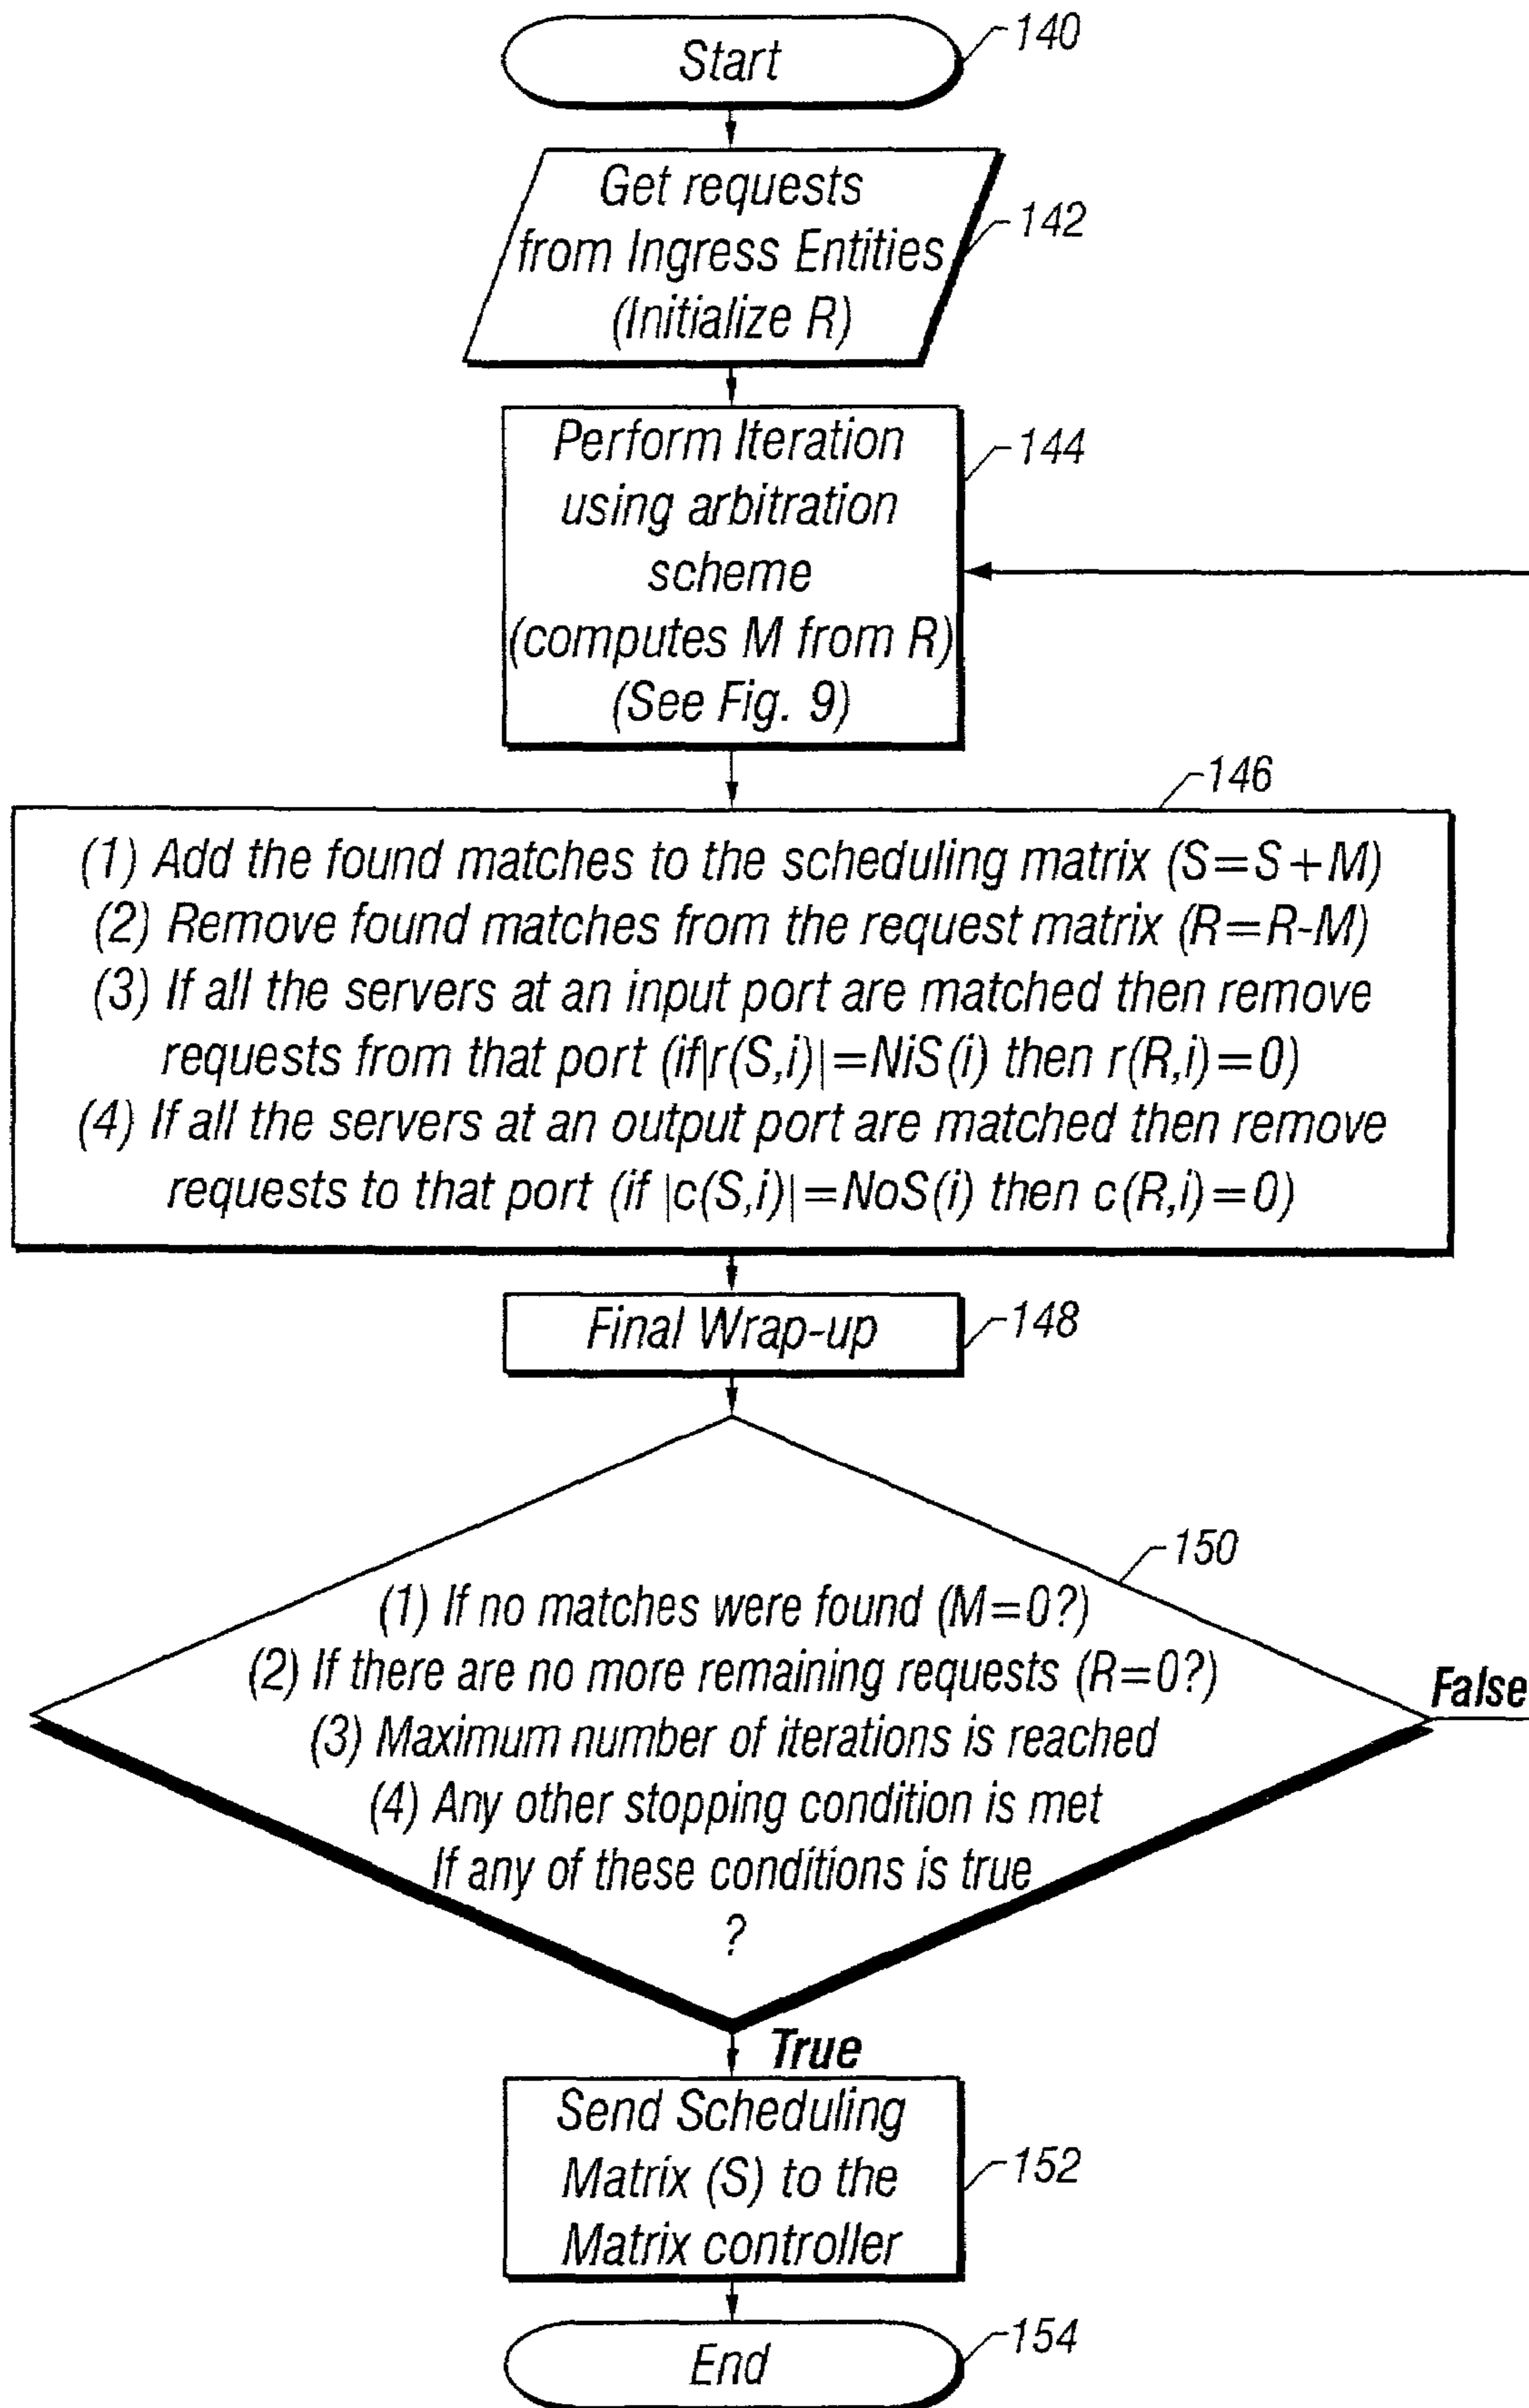 Start
140
Get requests
from Ingress Entities
(Initialize R)
142
Perform Iteration
using arbitration
scheme
(computes M from R)
(See Fig. 9)
144
146
(1) Add the found matches to the scheduling matrix (S=S+M)
(2) Remove found matches from the request matrix (R=R-M)
(3) If all the servers at an input port are matched then remove
requests from that port (if|r(S,i)|=NiS(i) then r(R,i)=0)
(4) If all the servers at an output port are matched then remove
requests to that port (if |c(S,i)|=NoS(i) then c(R,i)=0)
Final Wrap-up
148
150
(1) If no matches were found (M=0?)
(2) If there are no more remaining requests (R=0?)
(3) Maximum number of iterations is reached
(4) Any other stopping condition is met
If any of these conditions is true
?
False
True
Send Scheduling
Matrix (S) to the
Matrix controller
152
End
154